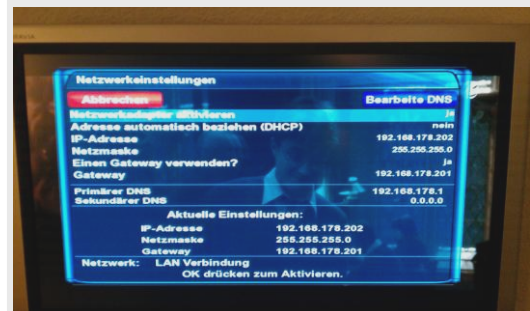 Netzwerkeinstellungen
Abbrechen Bearbeite DNS
Netzwerkadapter aktivieren ja
Adresse automatisch beziehen (DHCP) nein
IP-Adresse 192.168.178.202
Netzmaske 255.255.255.0
Einen Gateway verwenden? ja
Gateway 192.168.178.201
Primärer DNS 192.168.178.1
Sekundärer DNS 0.0.0.0
Aktuelle Einstellungen:
IP-Adresse 192.168.178.202
Netzmaske 255.255.255.0
Gateway 192.168.178.201
Netzwerk: LAN Verbindung
OK drücken zum Aktivieren.